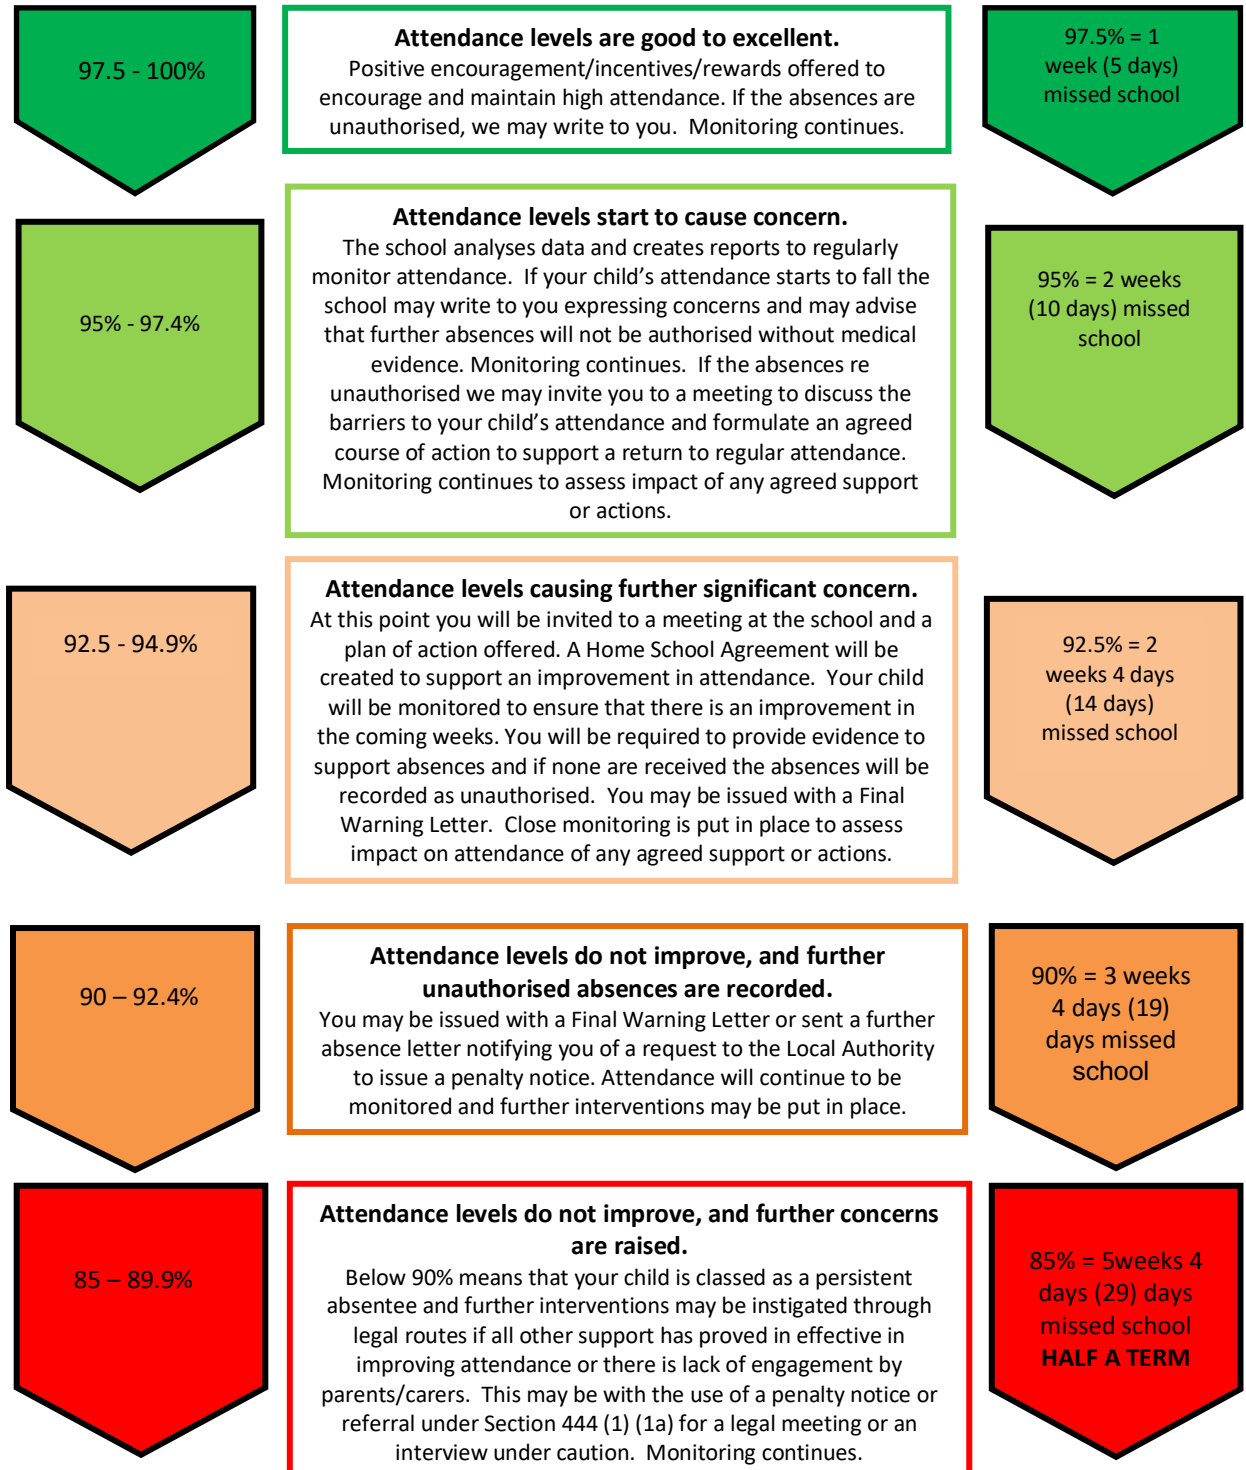 97.5 - 100%
Attendance levels are good to excellent.
Positive encouragement/incentives/rewards offered to
encourage and maintain high attendance. If the absences are
unauthorised, we may write to you.  Monitoring continues.
97.5% = 1
week (5 days)
missed school
95% - 97.4%
Attendance levels start to cause concern.
The school analyses data and creates reports to regularly
monitor attendance.  If your child’s attendance starts to fall the
school may write to you expressing concerns and may advise
that further absences will not be authorised without medical
evidence. Monitoring continues.  If the absences re
unauthorised we may invite you to a meeting to discuss the
barriers to your child’s attendance and formulate an agreed
course of action to support a return to regular attendance.
Monitoring continues to assess impact of any agreed support
or actions.
95% = 2 weeks
(10 days) missed
school
92.5 - 94.9%
Attendance levels causing further significant concern.
At this point you will be invited to a meeting at the school and a
plan of action offered. A Home School Agreement will be
created to support an improvement in attendance.  Your child
will be monitored to ensure that there is an improvement in
the coming weeks. You will be required to provide evidence to
support absences and if none are received the absences will be
recorded as unauthorised.  You may be issued with a Final
Warning Letter.  Close monitoring is put in place to assess
impact on attendance of any agreed support or actions.
92.5% = 2
weeks 4 days
(14 days)
missed school
90 – 92.4%
Attendance levels do not improve, and further
unauthorised absences are recorded.
You may be issued with a Final Warning Letter or sent a further
absence letter notifying you of a request to the Local Authority
to issue a penalty notice. Attendance will continue to be
monitored and further interventions may be put in place.
90% = 3 weeks
4 days (19)
days missed
school
85 – 89.9%
Attendance levels do not improve, and further concerns
are raised.
Below 90% means that your child is classed as a persistent
absentee and further interventions may be instigated through
legal routes if all other support has proved in effective in
improving attendance or there is lack of engagement by
parents/carers.  This may be with the use of a penalty notice or
referral under Section 444 (1) (1a) for a legal meeting or an
interview under caution.  Monitoring continues.
85% = 5weeks 4
days (29) days
missed school
HALF A TERM